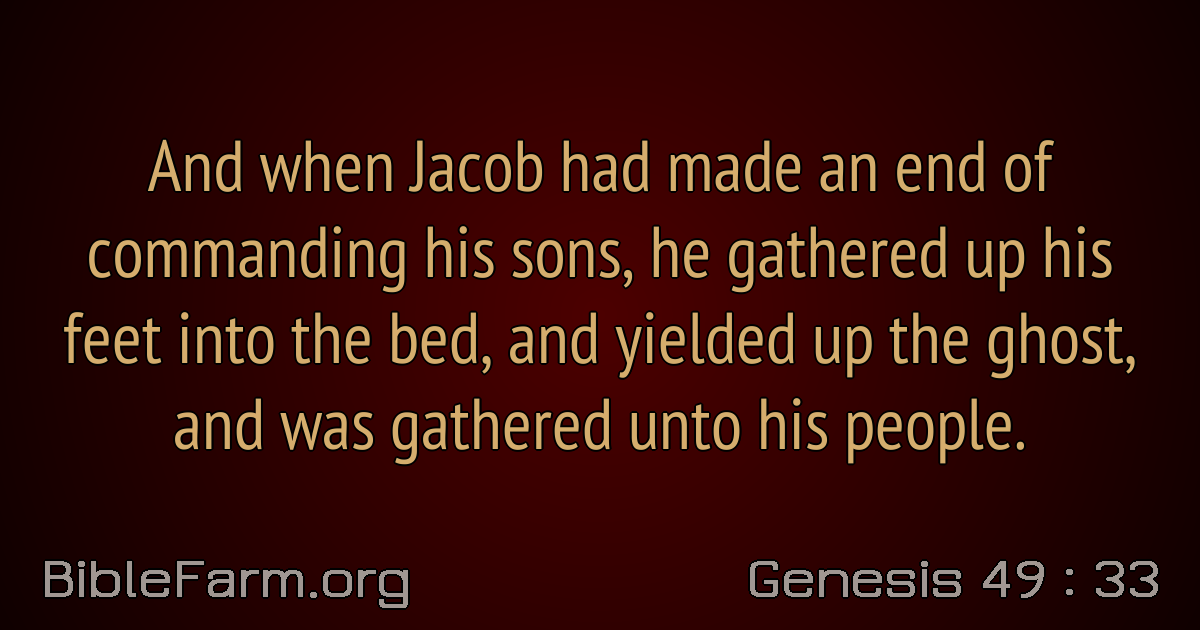 And when Jacob had made an end of
commanding his sons, he gathered up his
feet into the bed, and yielded up the ghost,
and was gathered unto his people.
BibleFarm.org
Genesis 49 : 33